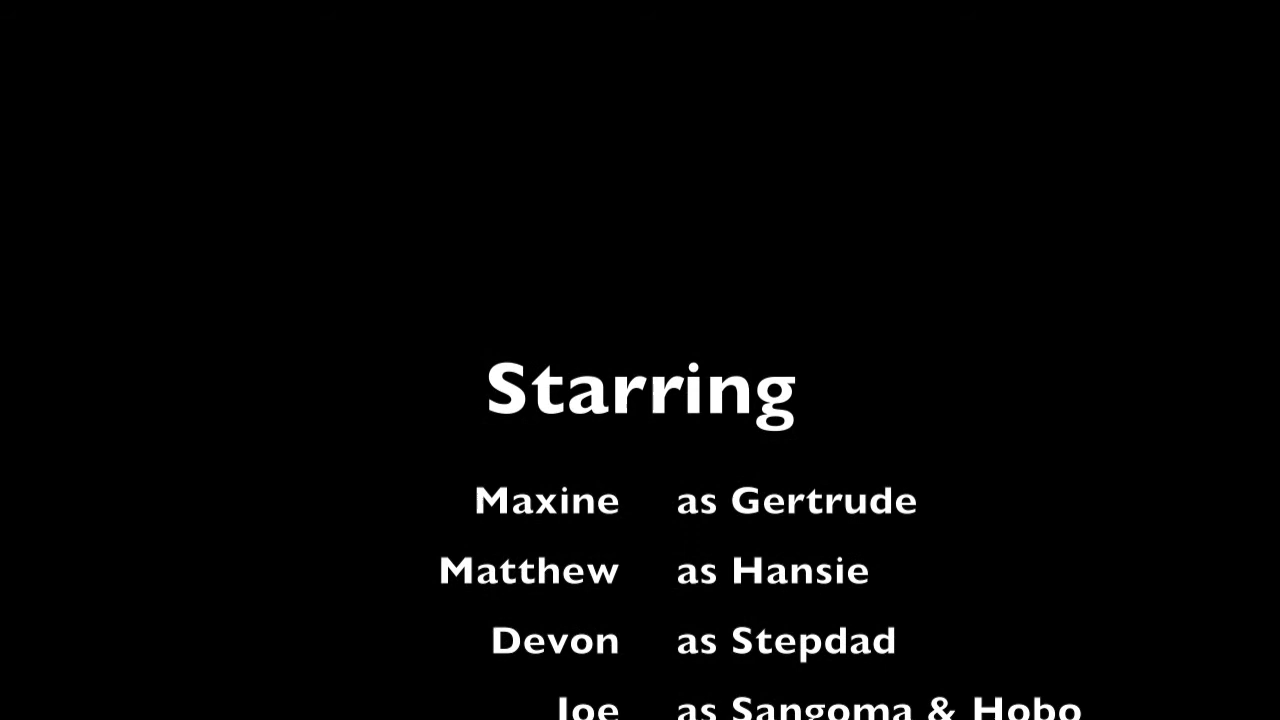 Starring
Maxine as Gertrude
Matthew as Hansie
Devon as Stepdad
Joe as Sangoma & Hobo